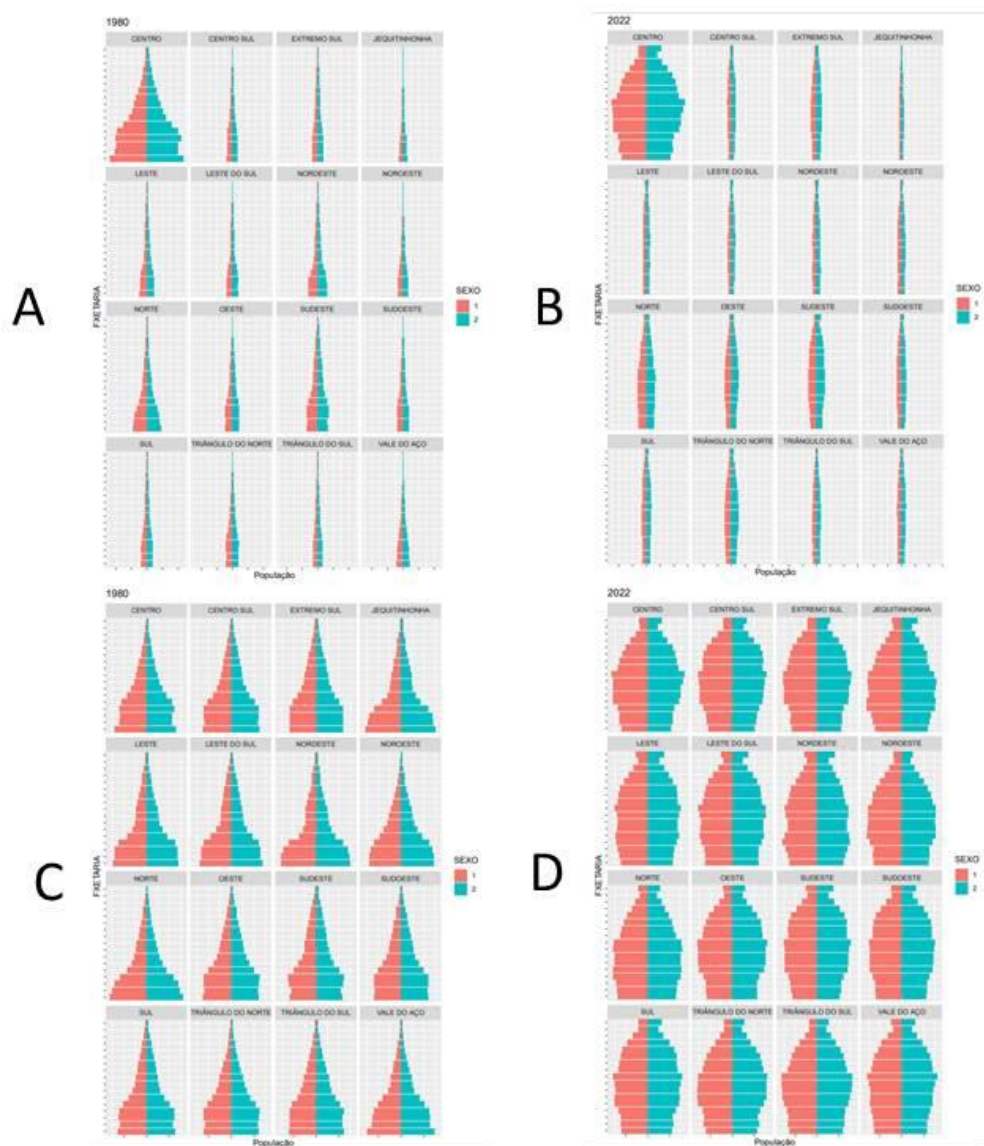 1980
CENTRO CENTRO SUL EXTREMO SUL JEQUITINHONHA
LESTE LESTE DO SUL NORDESTE NOROESTE
NORTE OESTE SUDESTE SUDOESTE
SUL TRIÂNGULO DO NORTE TRIÂNGULO DO SUL VALE DO AÇO
População
FXETARIA
SEXO
1
2
A
2022
CENTRO CENTRO SUL EXTREMO SUL JEQUITINHONHA
LESTE LESTE DO SUL NORDESTE NOROESTE
NORTE OESTE SUDESTE SUDOESTE
SUL TRIÂNGULO DO NORTE TRIÂNGULO DO SUL VALE DO AÇO
População
FXETARIA
SEXO
1
2
B
1980
CENTRO CENTRO SUL EXTREMO SUL JEQUITINHONHA
LESTE LESTE DO SUL NORDESTE NOROESTE
NORTE OESTE SUDESTE SUDOESTE
SUL TRIÂNGULO DO NORTE TRIÂNGULO DO SUL VALE DO AÇO
População
FXETARIA
SEXO
1
2
C
2022
CENTRO CENTRO SUL EXTREMO SUL JEQUITINHONHA
LESTE LESTE DO SUL NORDESTE NOROESTE
NORTE OESTE SUDESTE SUDOESTE
SUL TRIÂNGULO DO NORTE TRIÂNGULO DO SUL VALE DO AÇO
População
FXETARIA
SEXO
1
2
D